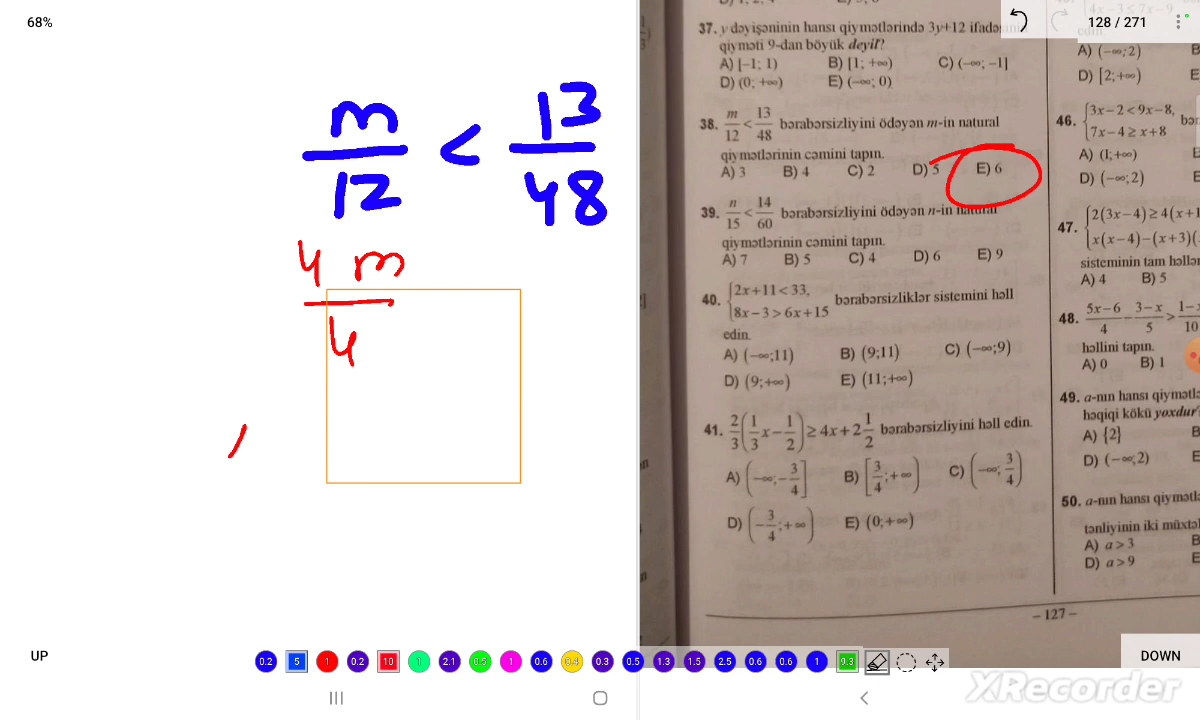 68%
128 / 271
m/12 < 13/48
4 m
4
UP
37. y dəyişəninin hansı qiymətlərində 3y+12
qiyməti 9-dan böyük deyil?
A) [-1; 1) B) [1; +∞) C) (-∞; -1]
D) (0; +∞) E) (-∞; 0)
38. m/12 < 13/48 bərabərsizliyini ödəyən m-in natural
qiymətlərinin cəmini tapın.
A) 3 B) 4 C) 2 D) 5 E) 6
39. n/15 < 14/60 bərabərsizliyini ödəyən n-in natural
qiymətlərinin cəmini tapın.
A) 7 B) 5 C) 4 D) 6 E) 9
40. {2x+11<33, 8x-3>6x+15 bərabərsizliklər sistemini həll
edin.
A) (-∞;11) B) (9;11) C) (-∞;9)
D) (9;+∞) E) (11;+∞)
41. 2/3(1/3x-1/2)≥4x+2 1/2 bərabərsizliyini həll edin.
A) (-∞;-3/4] B) [3/4;+∞) C) (-∞;3/4)
D) (-3/4;+∞) E) (0;+∞)
A) (-∞;2)
D) [2;+∞) E
46. {3x-2<9x-8, 7x-4≥x+8
A) (1;+∞)
D) (-∞;2) E
47. {2(3x-4)≥4(x+1
x(x-4)-(x+3)(
sisteminin tam
A) 4 B) 5
48. (5x-6)/4 - (3-x)/5 >
həllini tapın.
A) 0 B) 1
49. a-nın hansı
həqiqi kökü yoxdur
A) {2} B
D) (-∞;2) E
50. a-nın hansı
tənliyinin iki
A) a>3 B
D) a>9 E
– 127 –
0.2 5 1 0.2 10 1 2.1 0.5 1 0.6 0.4 0.3 0.5 1.3 1.5 2.5 0.6 0.6 1 9.3
DOWN
XRecorder